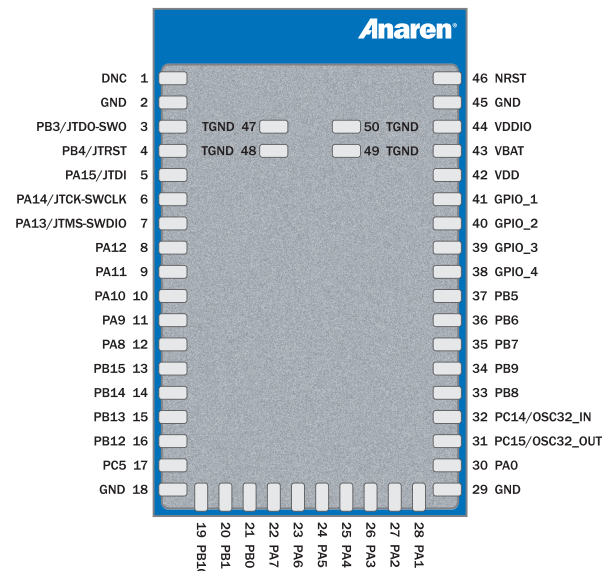 Anaren®
DNC 1
GND 2
PB3/JTDO-SWO 3
PB4/JTRST 4
PA15/JTDI 5
PA14/JTCK-SWCLK 6
PA13/JTMS-SWDIO 7
PA12 8
PA11 9
PA10 10
PA9 11
PA8 12
PB15 13
PB14 14
PB13 15
PB12 16
PC5 17
GND 18
TGND 47
TGND 48
50 TGND
49 TGND
46 NRST
45 GND
44 VDDIO
43 VBAT
42 VDD
41 GPIO_1
40 GPIO_2
39 GPIO_3
38 GPIO_4
37 PB5
36 PB6
35 PB7
34 PB9
33 PB8
32 PC14/OSC32_IN
31 PC15/OSC32_OUT
30 PA0
29 GND
19 PB10
20 PB1
21 PB0
22 PA7
23 PA6
24 PA5
25 PA4
26 PA3
27 PA2
28 PA1